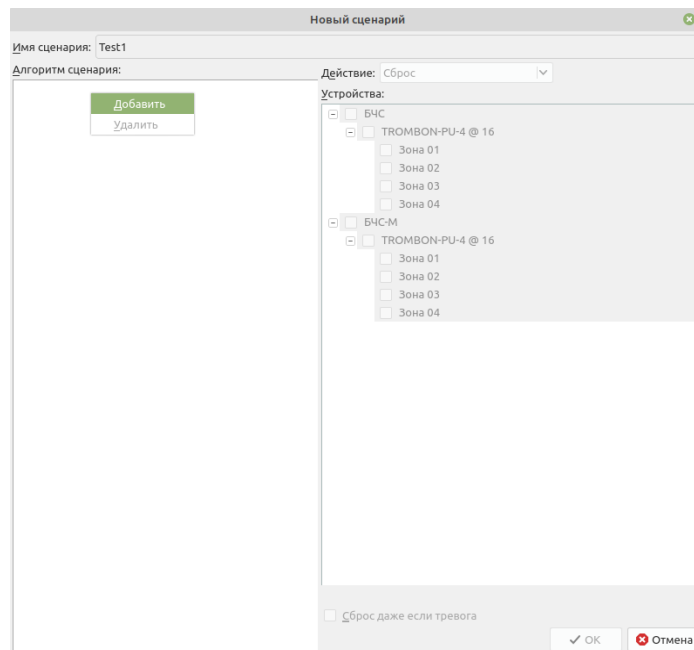 Новый сценарий
Имя сценария: Test1
Алгоритм сценария:
Добавить
Удалить
Действие: Сброс
Устройства:
БЧС
TROMBON-PU-4 @ 16
Зона 01
Зона 02
Зона 03
Зона 04
БЧС-М
TROMBON-PU-4 @ 16
Зона 01
Зона 02
Зона 03
Зона 04
Сброс даже если тревога
ОК
Отмена